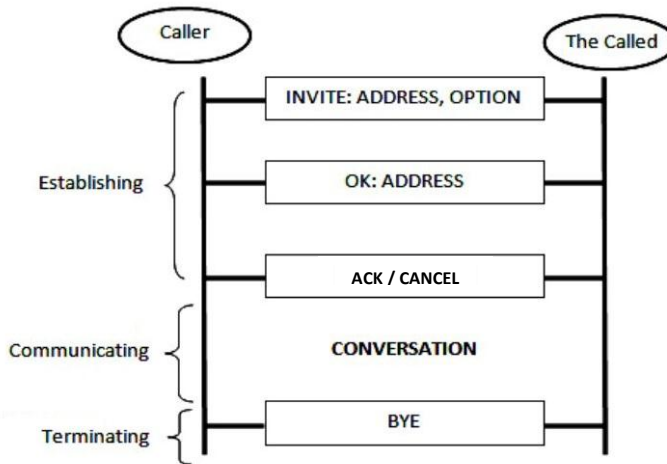 Caller
The Called
INVITE: ADDRESS, OPTION
Establishing
OK: ADDRESS
ACK / CANCEL
Communicating
CONVERSATION
BYE
Terminating